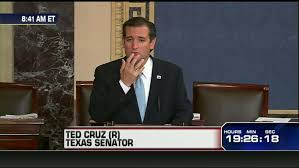 8:41 AM ET
TED CRUZ (R)
TEXAS SENATOR
HOURS MIN SEC
19:26:18